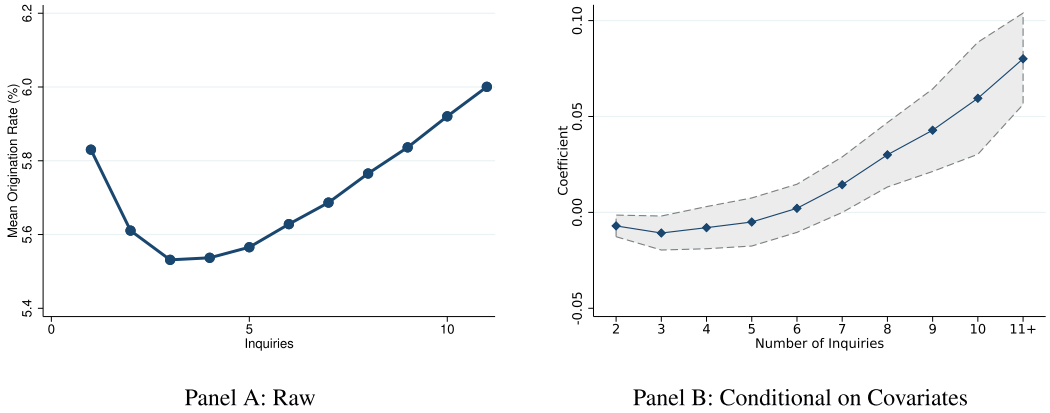 Mean Origination Rate (%)
6.2
6.0
5.8
5.6
5.4
0 5 10
Inquiries
Panel A: Raw
Coefficient
0.10
0.05
0.00
-0.05
2 3 4 5 6 7 8 9 10 11+
Number of Inquiries
Panel B: Conditional on Covariates